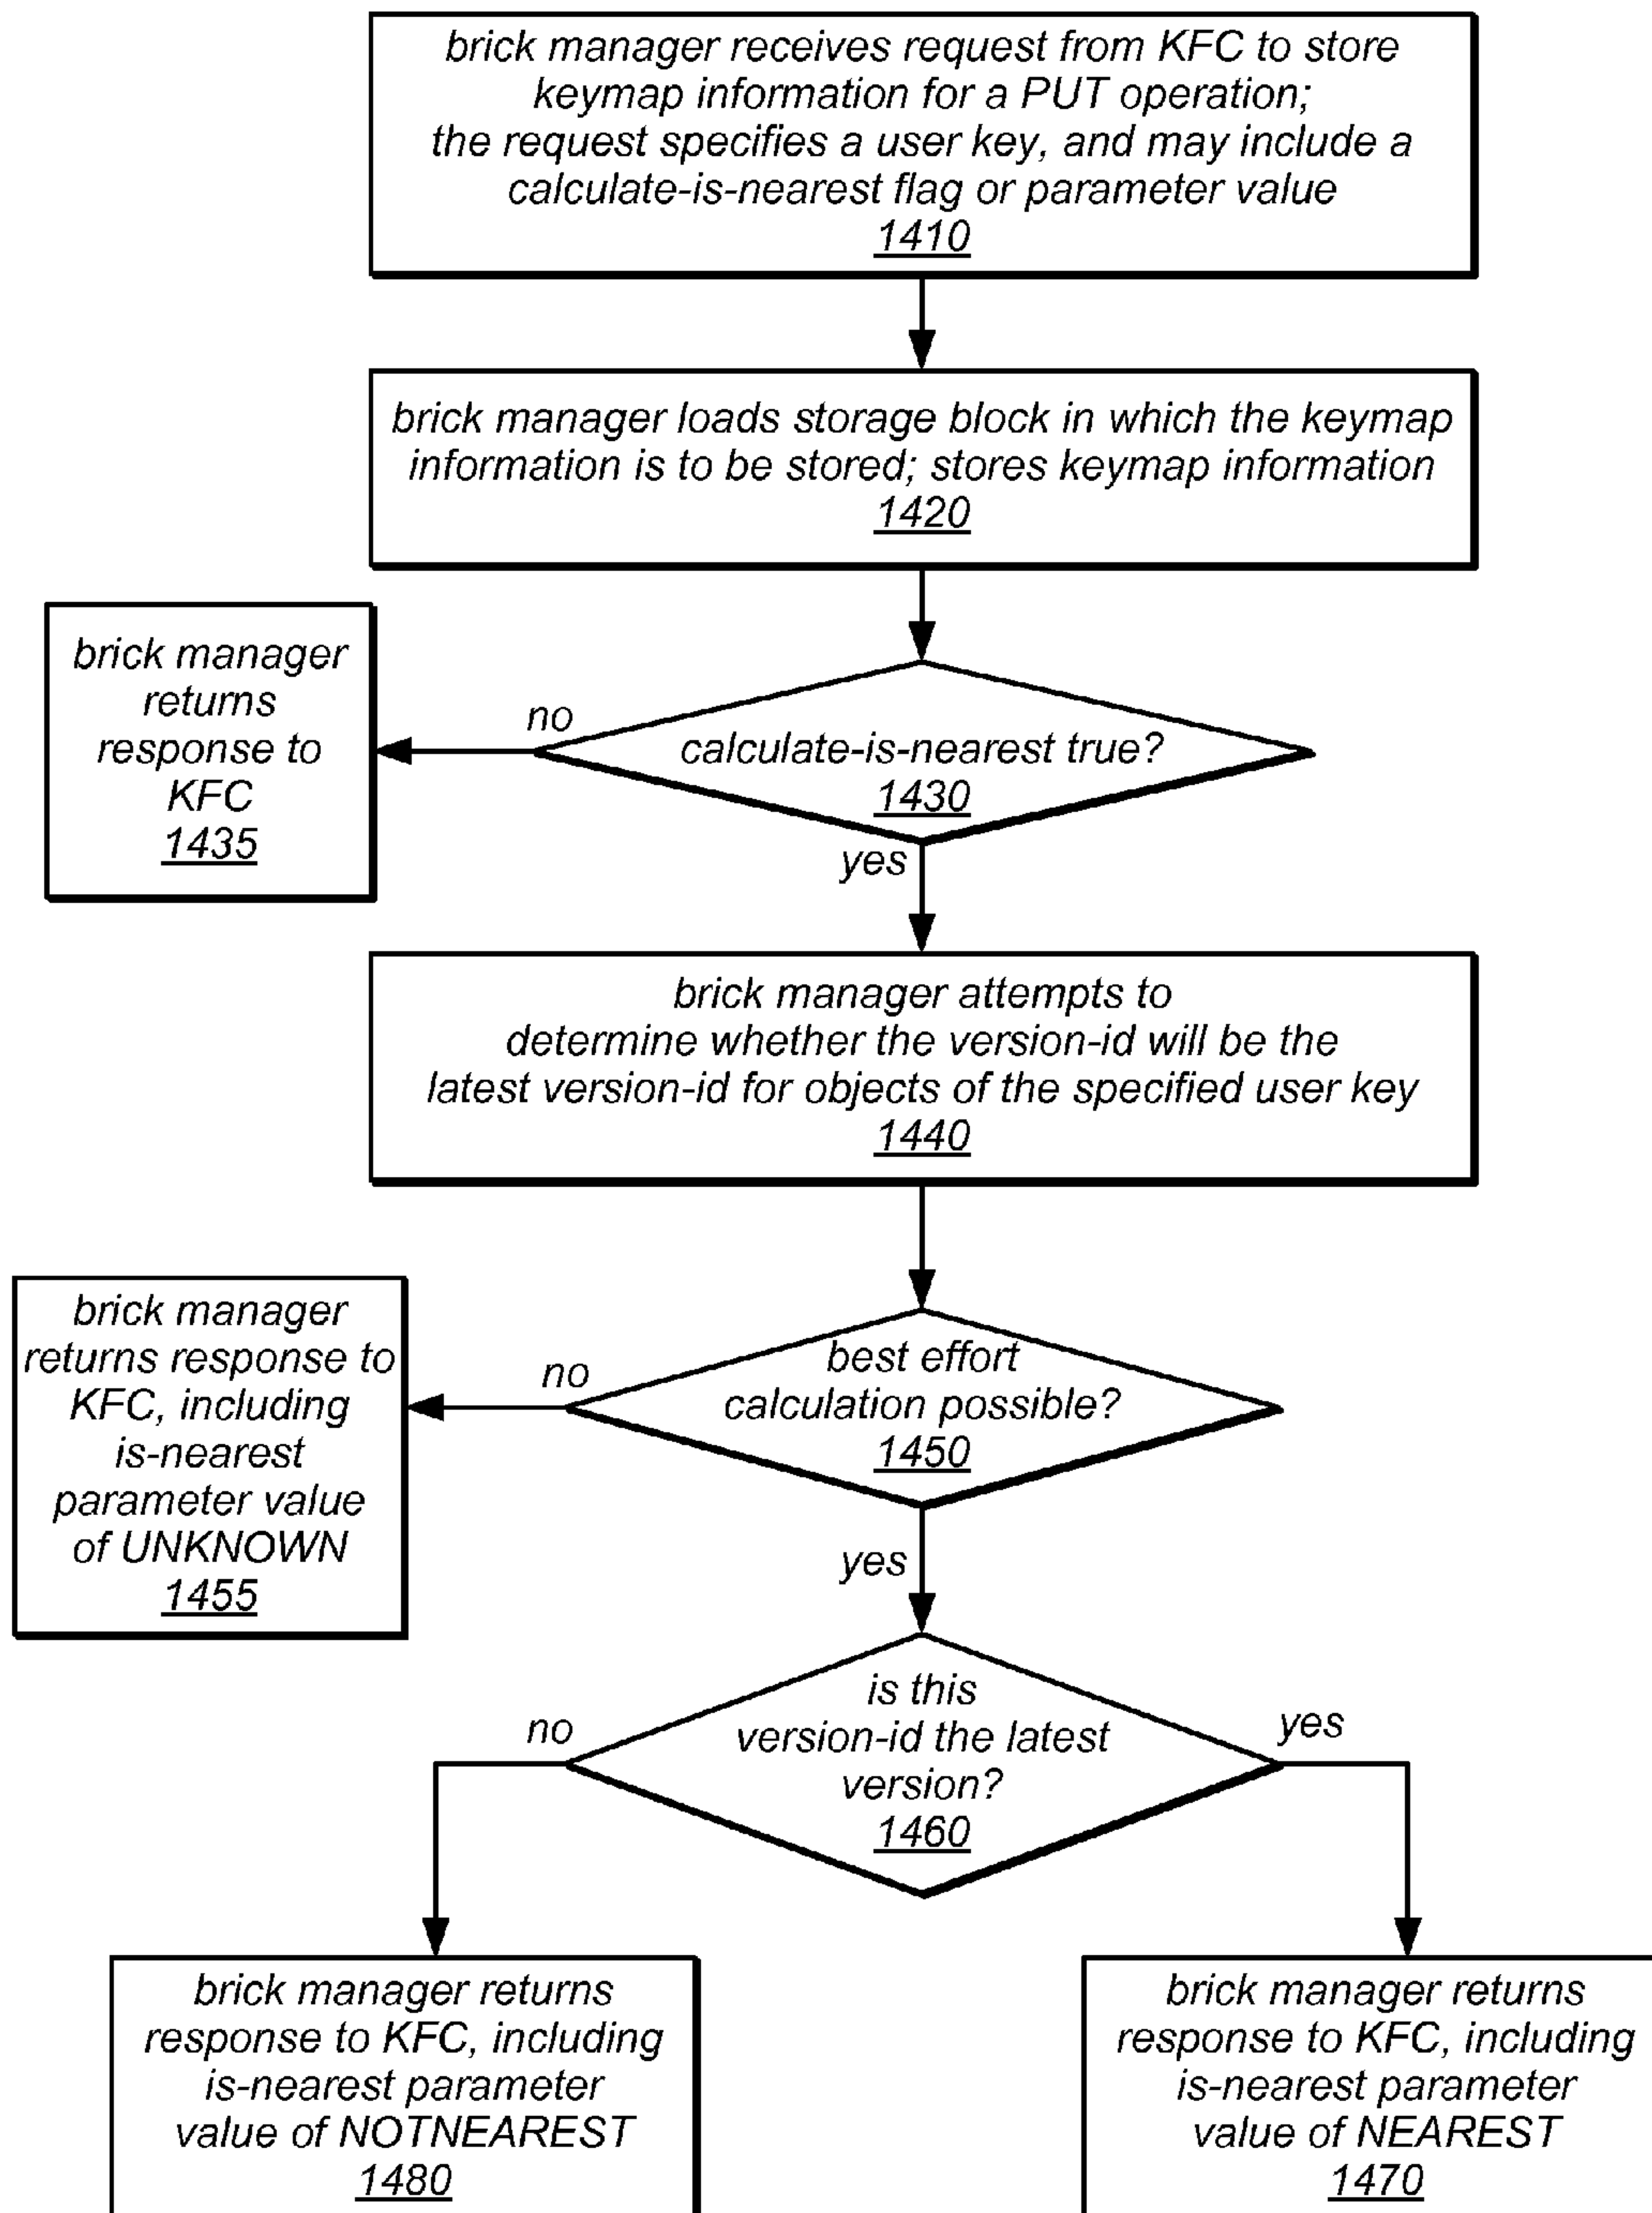 brick manager receives request from KFC to store
keymap information for a PUT operation;
the request specifies a user key, and may include a
calculate-is-nearest flag or parameter value
1410
brick manager loads storage block in which the keymap
information is to be stored; stores keymap information
1420
brick manager
returns
response to
KFC
1435
no
calculate-is-nearest true?
1430
yes
brick manager attempts to
determine whether the version-id will be the
latest version-id for objects of the specified user key
1440
brick manager
returns response to
KFC, including
is-nearest
parameter value
of UNKNOWN
1455
no
best effort
calculation possible?
1450
yes
is this
version-id the latest
version?
1460
no
yes
brick manager returns
response to KFC, including
is-nearest parameter
value of NOTNEAREST
1480
brick manager returns
response to KFC, including
is-nearest parameter
value of NEAREST
1470